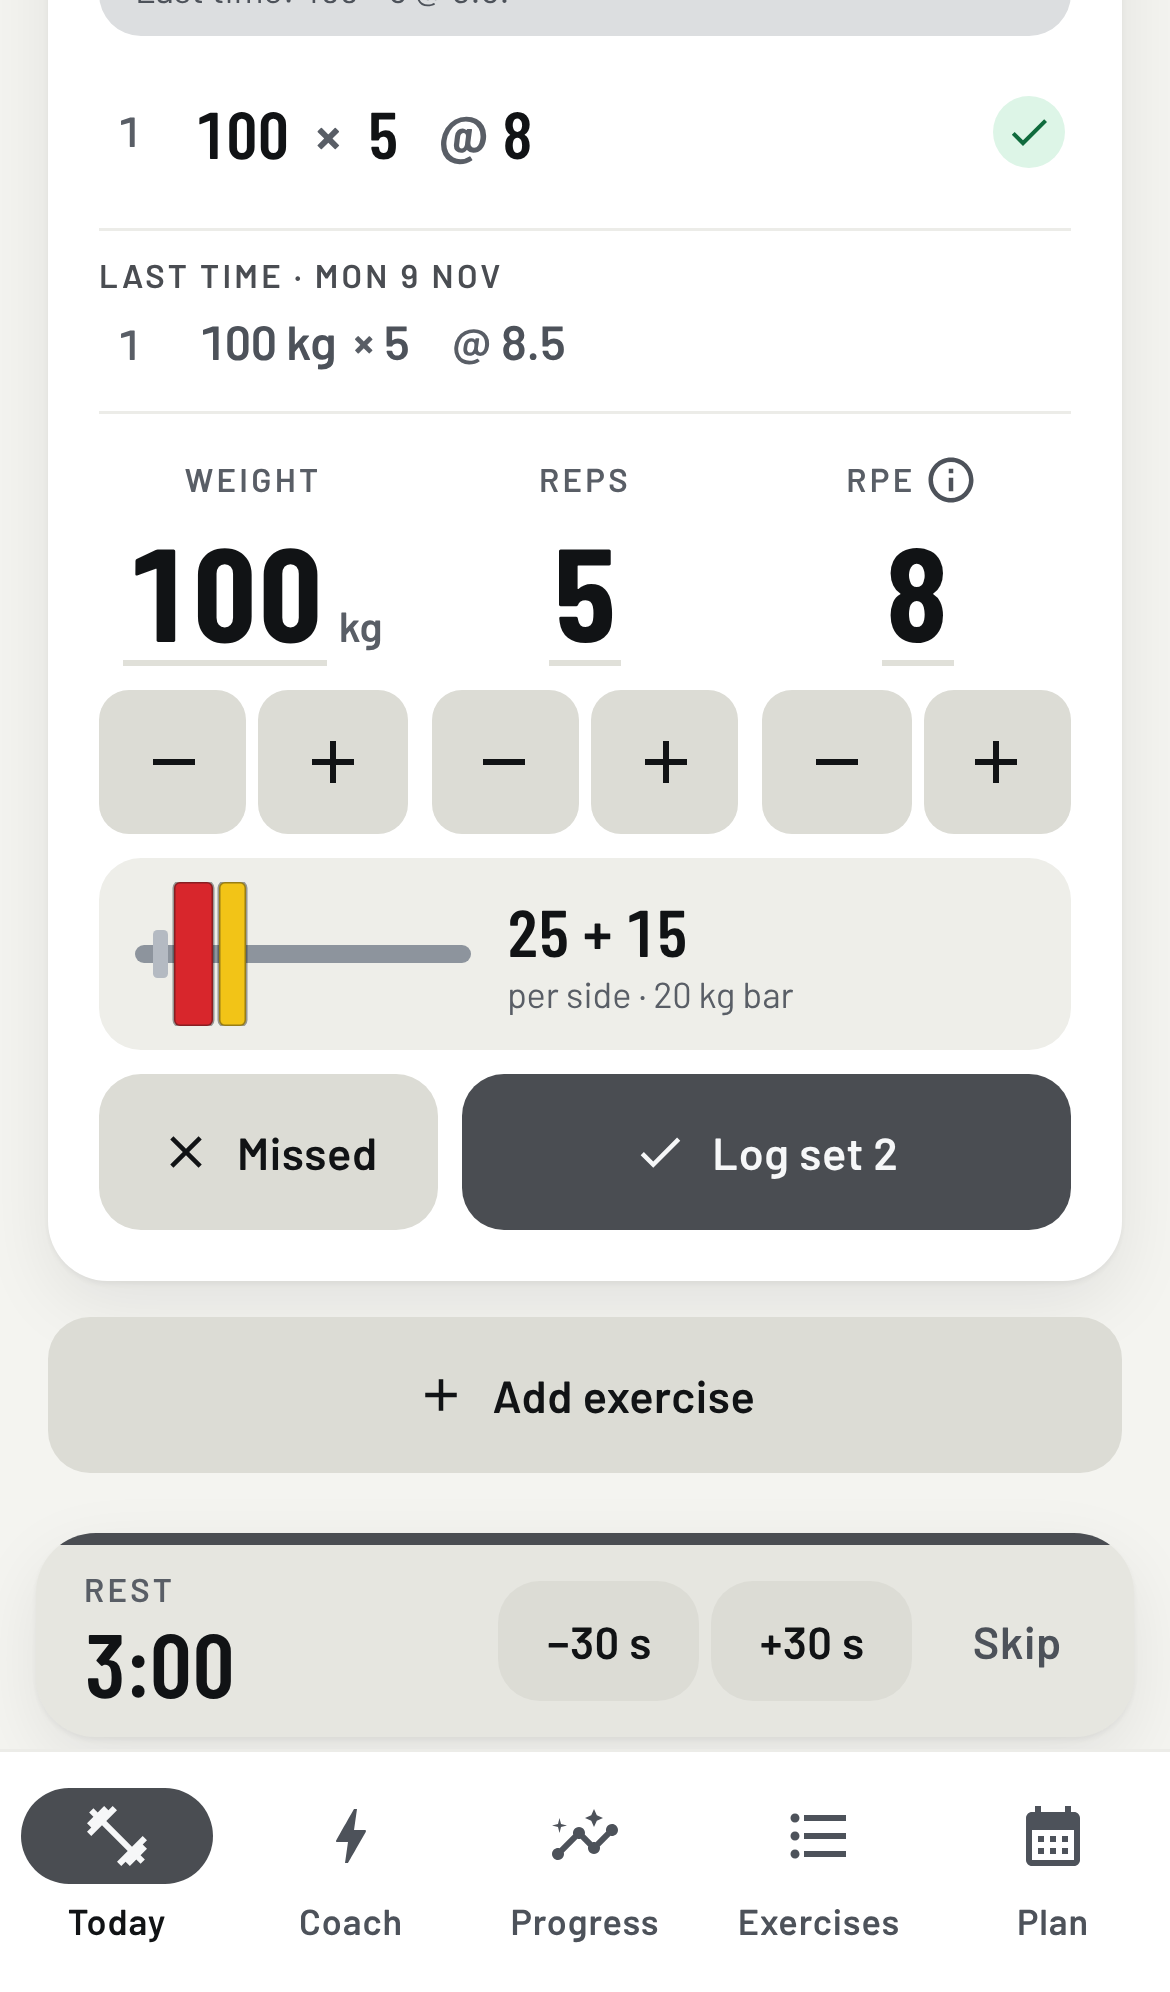 1 100 × 5 @ 8
LAST TIME · MON 9 NOV
1 100 kg × 5 @ 8.5
WEIGHT REPS RPE
100 kg 5 8
25 + 15
per side · 20 kg bar
Missed Log set 2
Add exercise
REST
3:00 −30 s +30 s Skip
Today Coach Progress Exercises Plan